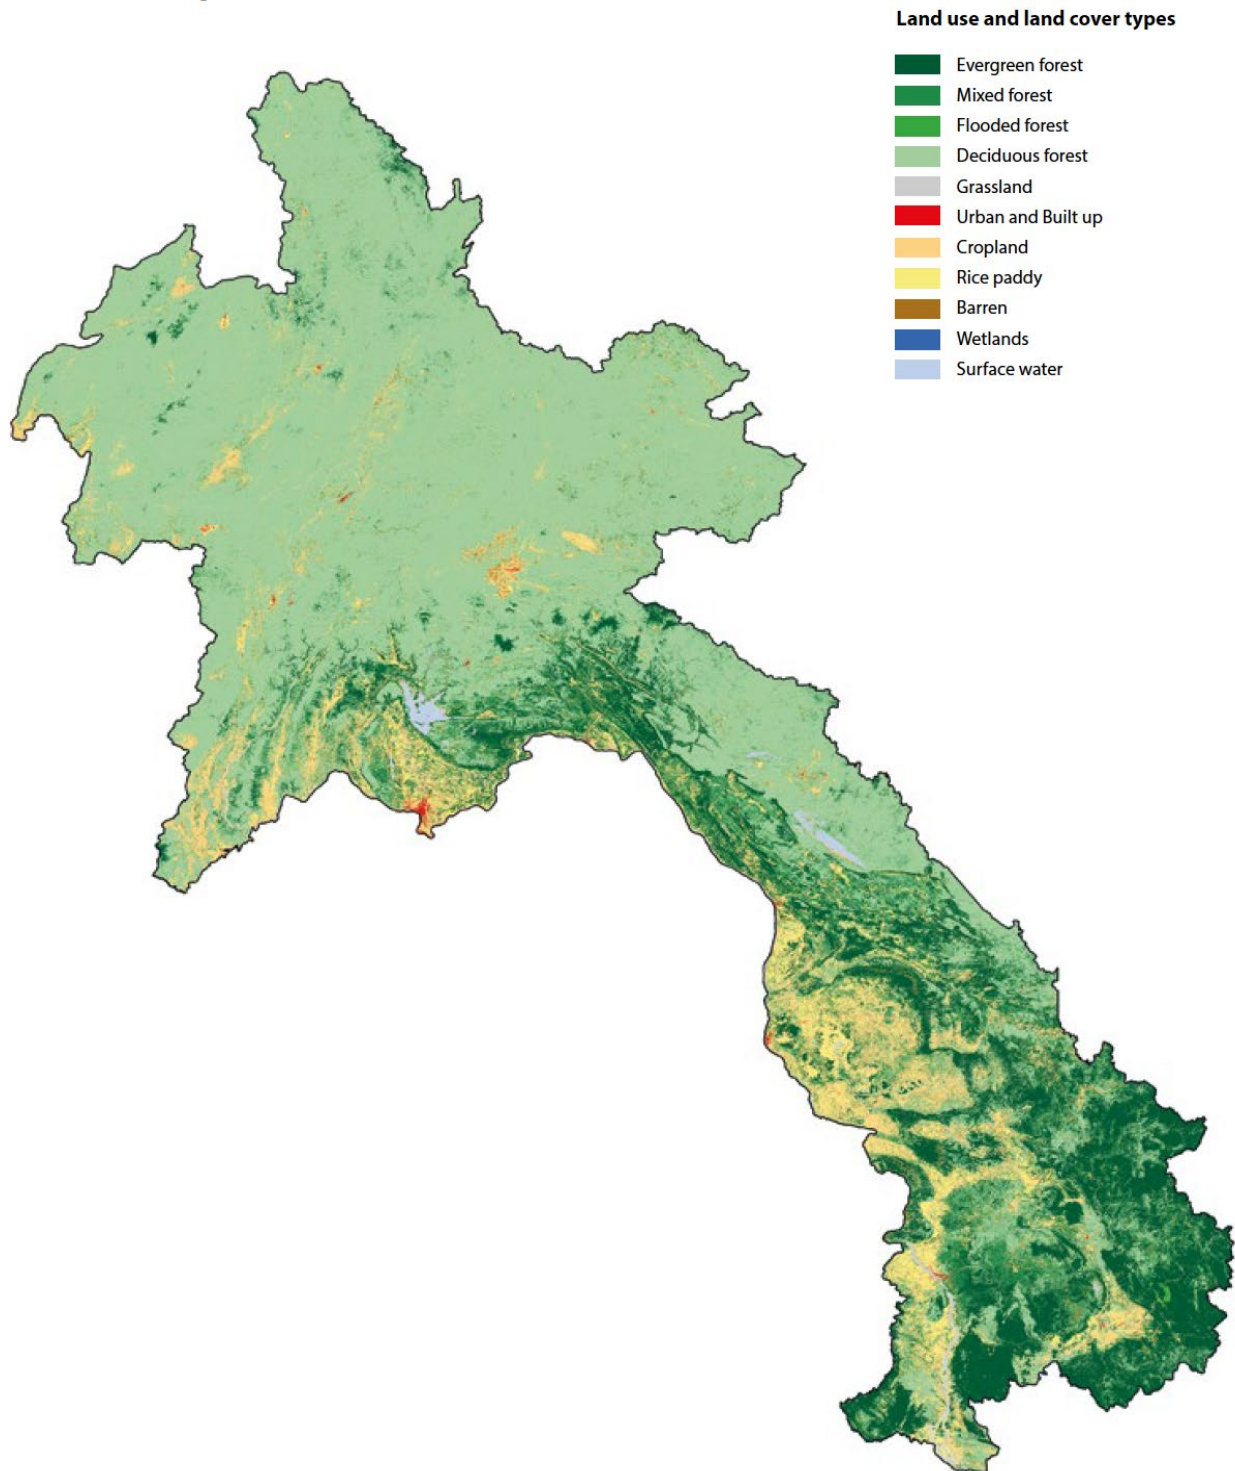 Land use and land cover types
Evergreen forest
Mixed forest
Flooded forest
Deciduous forest
Grassland
Urban and Built up
Cropland
Rice paddy
Barren
Wetlands
Surface water